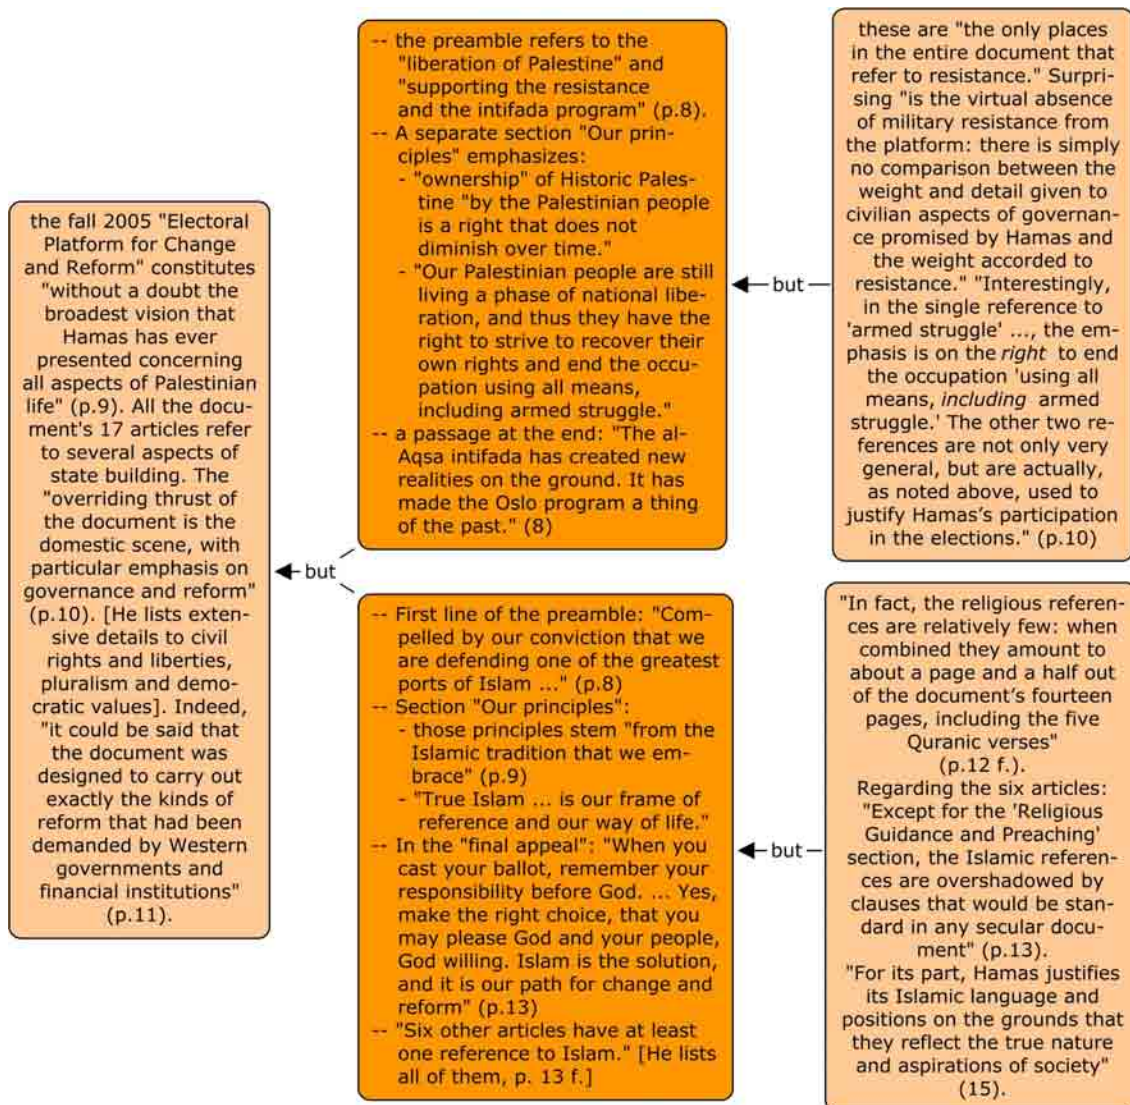 the fall 2005 "Electoral
Platform for Change
and Reform" constitutes
"without a doubt the
broadest vision that
Hamas has ever
presented concerning
all aspects of Palestinian
life" (p.9). All the docu-
ment's 17 articles refer
to several aspects of
state building. The
"overriding thrust of
the document is the
domestic scene, with
particular emphasis on
governance and reform"
(p.10). [He lists exten-
sive details to civil
rights and liberties,
pluralism and demo-
cratic values]. Indeed,
"it could be said that
the document was
designed to carry out
exactly the kinds of
reform that had been
demanded by Western
governments and
financial institutions"
(p.11).
but
-- the preamble refers to the
"liberation of Palestine" and
"supporting the resistance
and the intifada program" (p.8).
-- A separate section "Our prin-
ciples" emphasizes:
- "ownership" of Historic Pales-
tine "by the Palestinian people
is a right that does not
diminish over time."
- "Our Palestinian people are still
living a phase of national libe-
ration, and thus they have the
right to strive to recover their
own rights and end the occu-
pation using all means,
including armed struggle."
-- a passage at the end: "The al-
Aqsa intifada has created new
realities on the ground. It has
made the Oslo program a thing
of the past." (8)
but
these are "the only places
in the entire document that
refer to resistance." Surpri-
sing "is the virtual absence
of military resistance from
the platform: there is simply
no comparison between the
weight and detail given to
civilian aspects of governan-
ce promised by Hamas and
the weight accorded to
resistance." "Interestingly,
in the single reference to
'armed struggle' ..., the em-
phasis is on the right to end
the occupation 'using all
means, including armed
struggle.' The other two re-
ferences are not only very
general, but are actually,
as noted above, used to
justify Hamas's participation
in the elections." (p.10)
-- First line of the preamble: "Com-
pelled by our conviction that we
are defending one of the greatest
ports of Islam ..." (p.8)
-- Section "Our principles":
- those principles stem "from the
Islamic tradition that we em-
brace" (p.9)
- "True Islam ... is our frame of
reference and our way of life."
-- In the "final appeal": "When you
cast your ballot, remember your
responsibility before God. ... Yes,
make the right choice, that you
may please God and your people,
God willing. Islam is the solution,
and it is our path for change and
reform" (p.13)
-- "Six other articles have at least
one reference to Islam." [He lists
all of them, p. 13 f.]
but
"In fact, the religious referen-
ces are relatively few: when
combined they amount to
about a page and a half out
of the document's fourteen
pages, including the five
Quranic verses"
(p.12 f.).
Regarding the six articles:
"Except for the 'Religious
Guidance and Preaching'
section, the Islamic referen-
ces are overshadowed by
clauses that would be stan-
dard in any secular docu-
ment" (p.13).
"For its part, Hamas justifies
its Islamic language and
positions on the grounds that
they reflect the true nature
and aspirations of society"
(15).